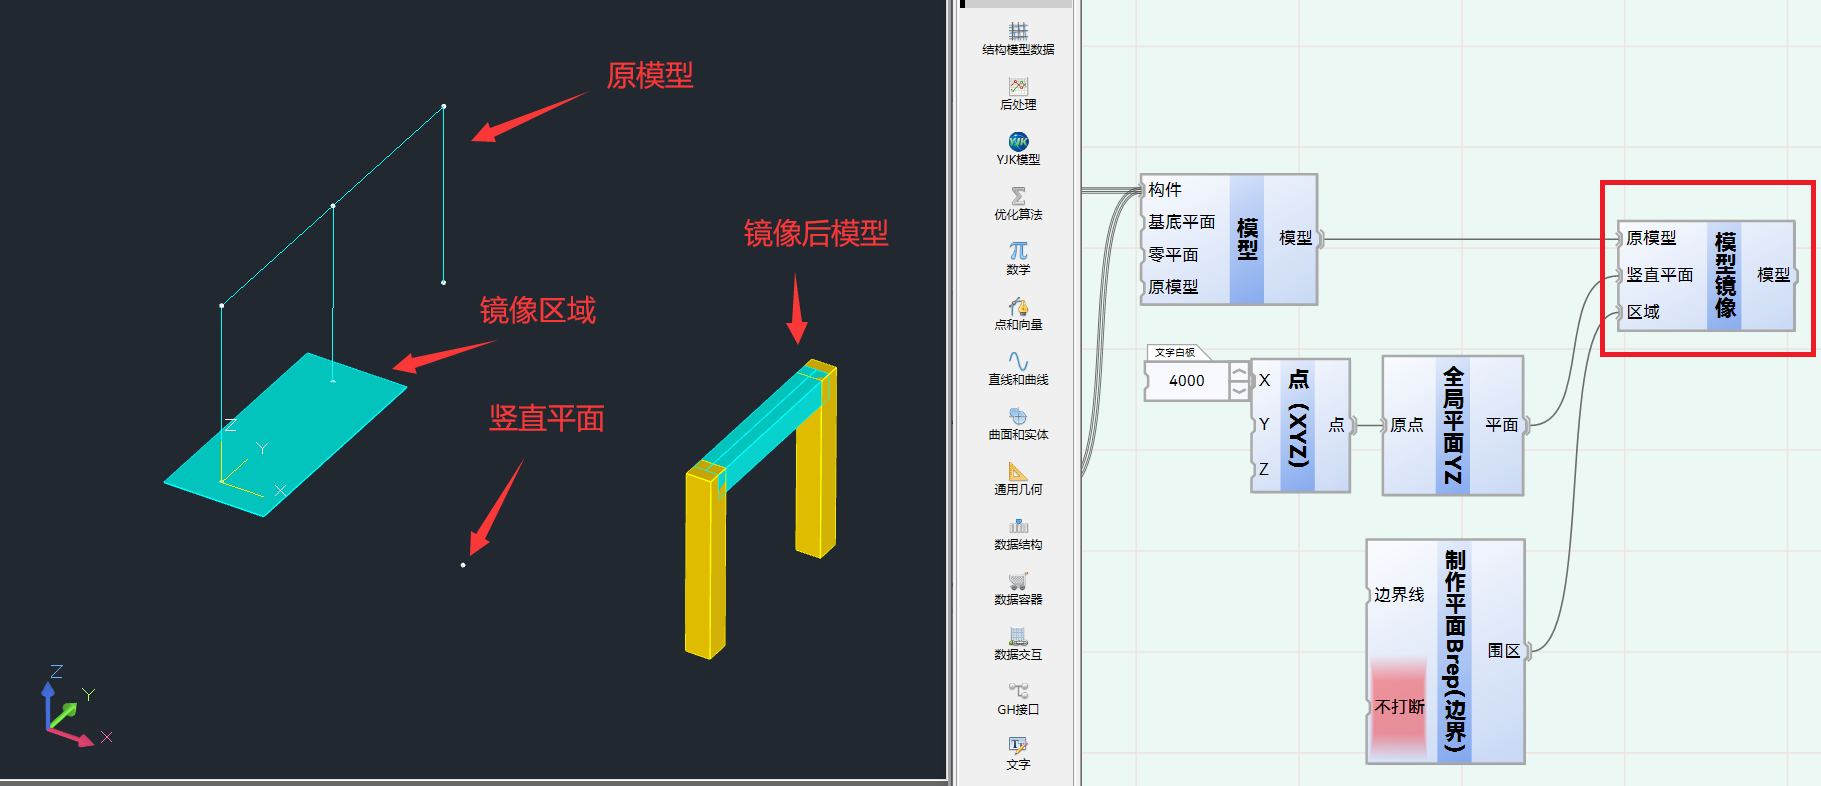 原模型
镜像区域
竖直平面
镜像后模型
Z
Y
X
Z
Y
X
结构模型数据
后处理
YJK
YJK模型
Σ
优化算法
π
数学
点和向量
直线和曲线
曲面和实体
通用几何
数据结构
数据容器
数据交互
GH接口
T
文字
构件
基底平面
零平面
原模型
模型
模型
文字白板
4000
X
Y
Z
点（XYZ）
点
原点
全局平面YZ
平面
边界线
不打断
制作平面Brep(边界)
围区
原模型
竖直平面
区域
模型镜像
模型